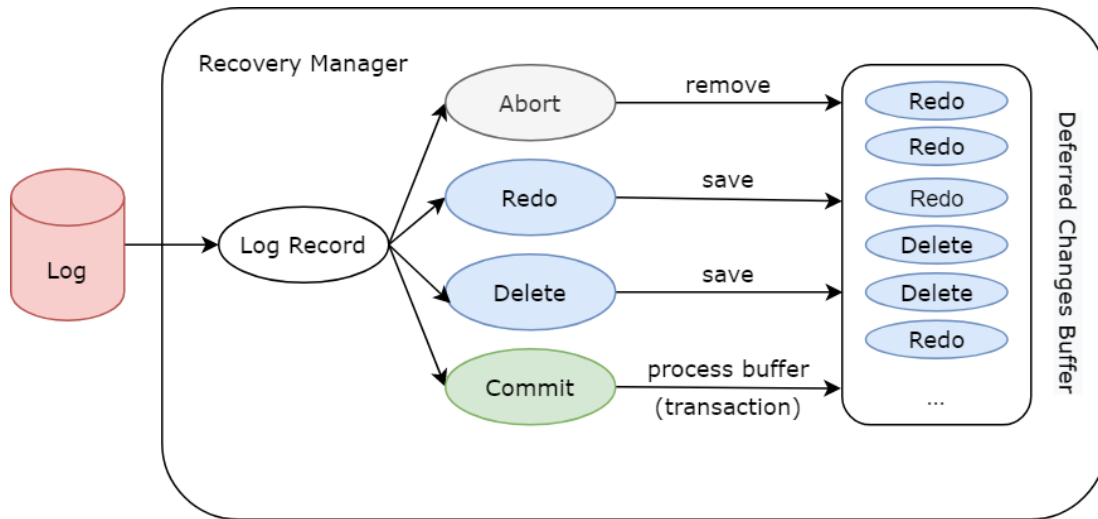 Recovery Manager
Log
Log Record
Abort
Redo
Delete
Commit
remove
save
save
process buffer
(transaction)
Redo
Redo
Redo
Delete
Delete
Redo
...
Deferred Changes Buffer